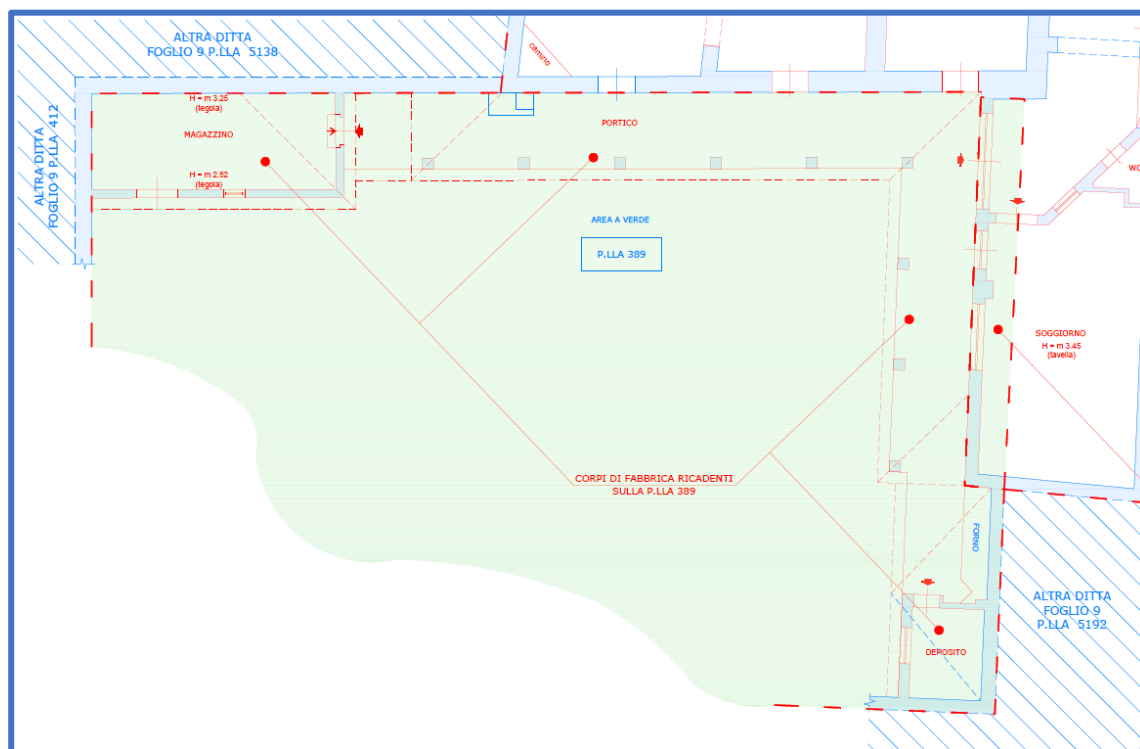 ALTRA DITTA
FOGLIO 9 P.LLA 5138
camino
ALTRA DITTA
FOGLIO 9 P.LLA 412
H = m 3.25
(tegola)
MAGAZZINO
H = m 2.82
(tegola)
PORTICO
WC
AREA A VERDE
P.LLA 389
SOGGIORNO
H = m 3.45
(tavella)
CORPI DI FABBRICA RICADENTI
SULLA P.LLA 389
FORNO
ALTRA DITTA
FOGLIO 9
P.LLA 5192
DEPOSITO